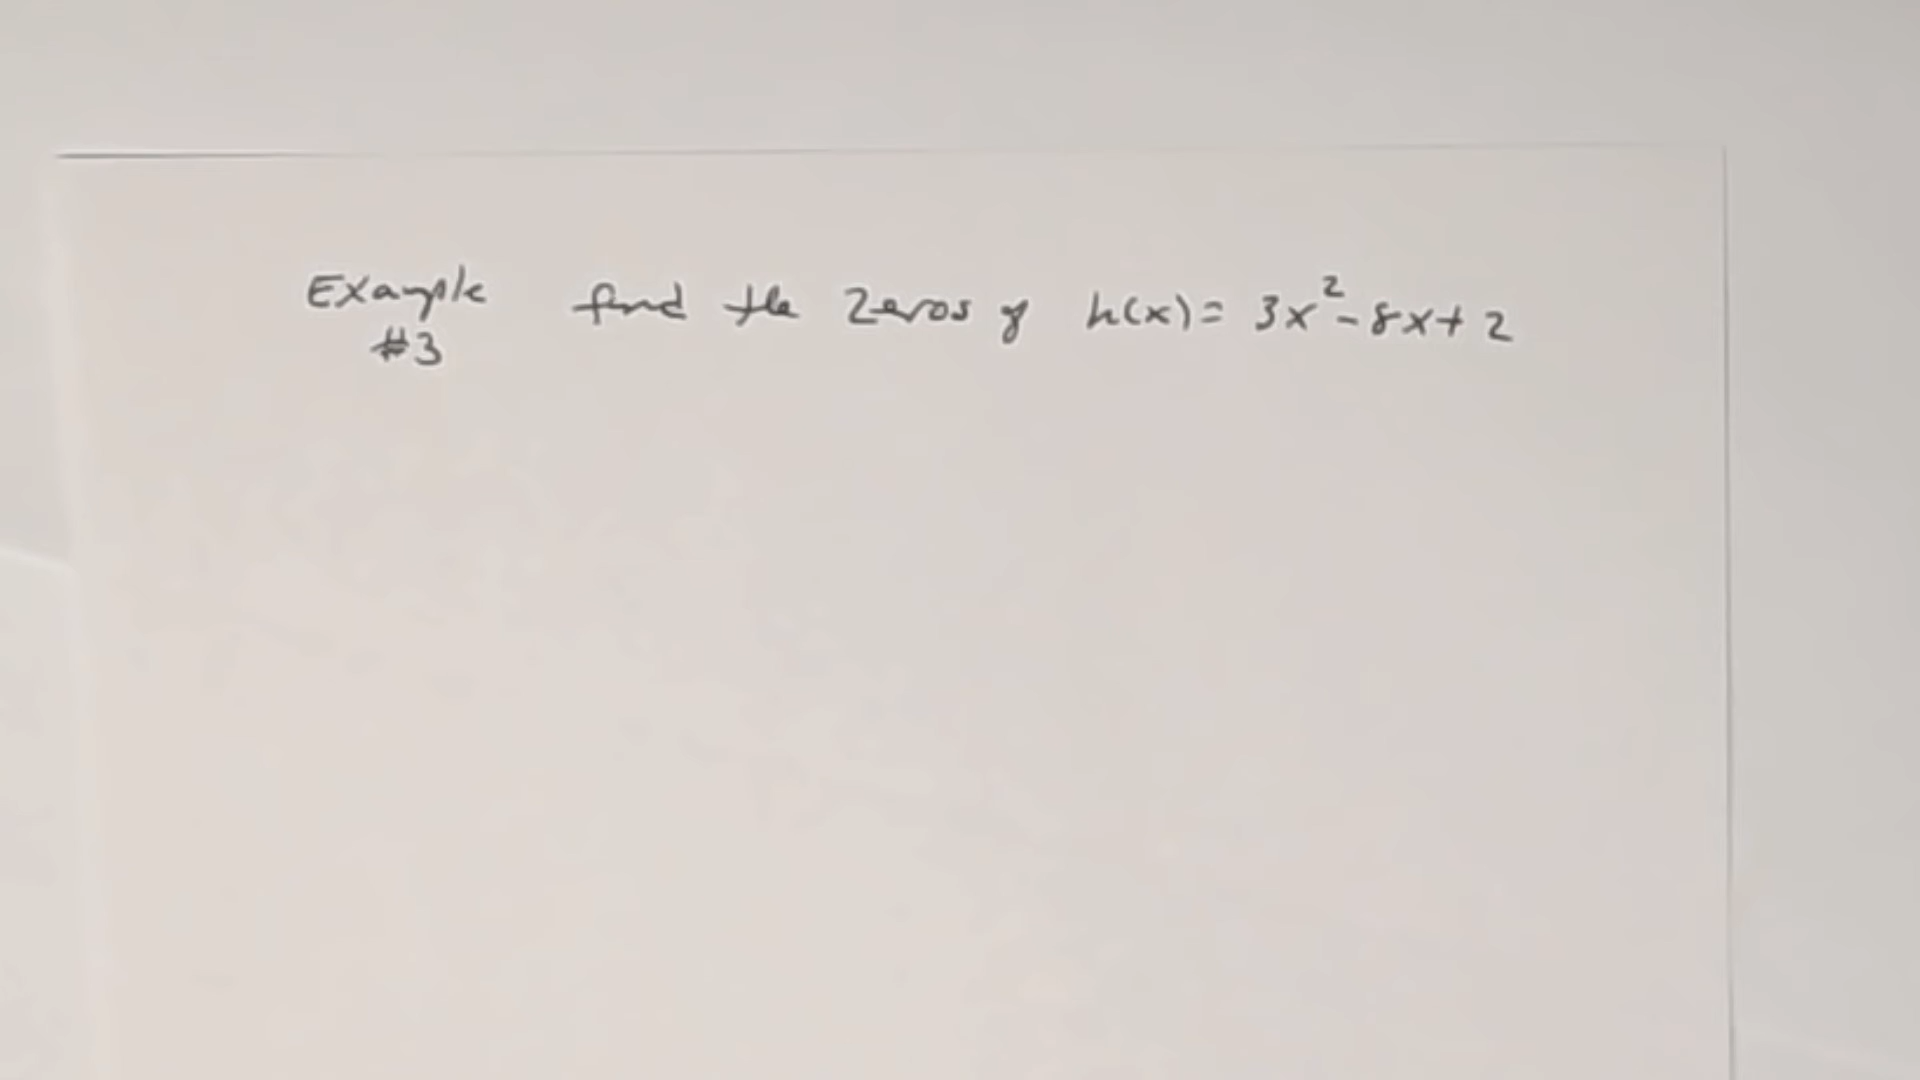 Example find the zeros of h(x) = 3x² - 8x + 2
#3